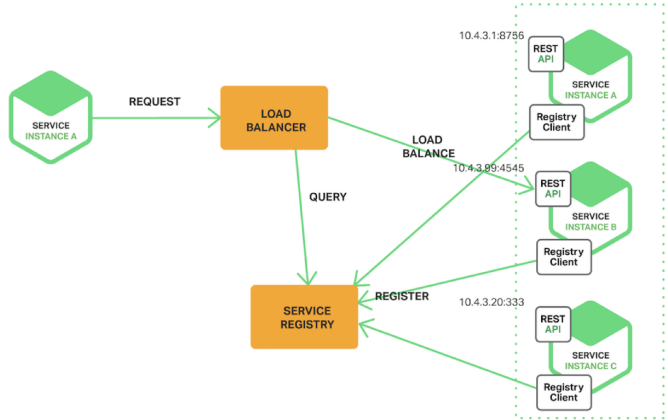 10.4.3.1:8756
REST
API
SERVICE
INSTANCE A
Registry
Client
SERVICE
INSTANCE A
REQUEST
LOAD
BALANCER
LOAD
BALANCE
10.4.3.99:4545
REST
API
SERVICE
INSTANCE B
Registry
Client
QUERY
SERVICE
REGISTRY
REGISTER
10.4.3.20:333
REST
API
SERVICE
INSTANCE C
Registry
Client